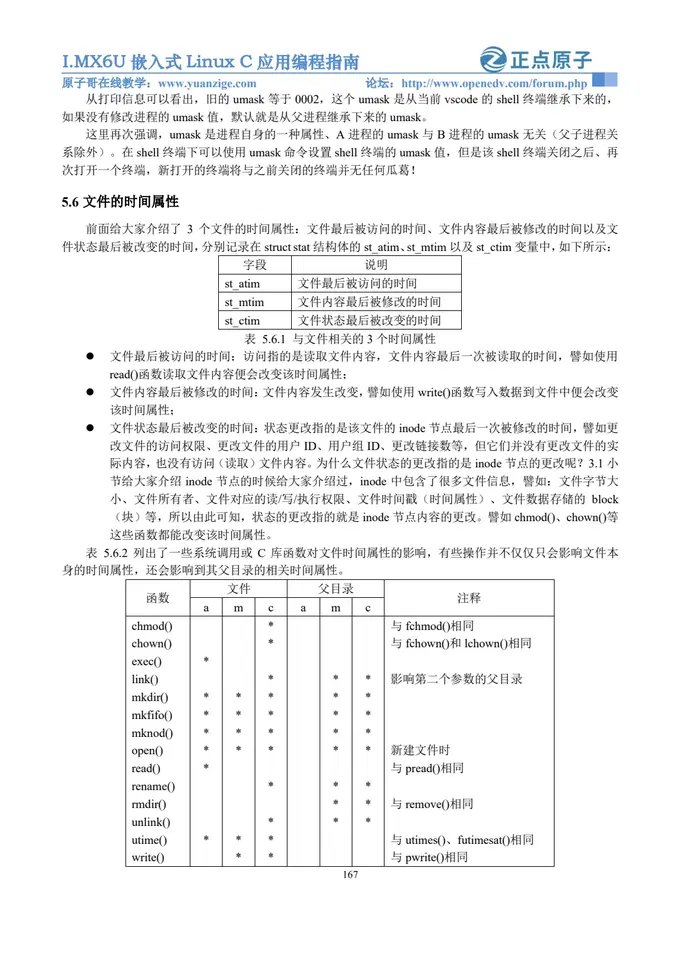 I.MX6U 嵌入式 Linux C 应用编程指南
正点原子
原子哥在线教学：www.yuanzige.com 论坛：http://www.openedv.com/forum.php
从打印信息可以看出，旧的 umask 等于 0002，这个 umask 是从当前 vscode 的 shell 终端继承下来的，
如果没有修改进程的 umask 值，默认就是从父进程继承下来的 umask。
这里再次强调，umask 是进程自身的一种属性、A 进程的 umask 与 B 进程的 umask 无关（父子进程关
系除外）。在 shell 终端下可以使用 umask 命令设置 shell 终端的 umask 值，但是该 shell 终端关闭之后、再
次打开一个终端，新打开的终端将与之前关闭的终端并无任何瓜葛！
5.6 文件的时间属性
前面给大家介绍了 3 个文件的时间属性：文件最后被访问的时间、文件内容最后被修改的时间以及文
件状态最后被改变的时间，分别记录在 struct stat 结构体的 st_atim、st_mtim 以及 st_ctim 变量中，如下所示：
字段 说明
st_atim 文件最后被访问的时间
st_mtim 文件内容最后被修改的时间
st_ctim 文件状态最后被改变的时间
表 5.6.1 与文件相关的 3 个时间属性
● 文件最后被访问的时间：访问指的是读取文件内容，文件内容最后一次被读取的时间，譬如使用
read()函数读取文件内容便会改变该时间属性；
● 文件内容最后被修改的时间：文件内容发生改变，譬如使用 write()函数写入数据到文件中便会改变
该时间属性；
● 文件状态最后被改变的时间：状态更改指的是该文件的 inode 节点最后一次被修改的时间，譬如更
改文件的访问权限、更改文件的用户 ID、用户组 ID、更改链接数等，但它们并没有更改文件的实
际内容，也没有访问（读取）文件内容。为什么文件状态的更改指的是 inode 节点的更改呢？3.1 小
节给大家介绍 inode 节点的时候给大家介绍过，inode 中包含了很多文件信息，譬如：文件字节大
小、文件所有者、文件对应的读/写/执行权限、文件时间戳（时间属性）、文件数据存储的 block
（块）等，所以由此可知，状态的更改指的就是 inode 节点内容的更改。譬如 chmod()、chown()等
这些函数都能改变该时间属性。
表 5.6.2 列出了一些系统调用或 C 库函数对文件时间属性的影响，有些操作并不仅仅只会影响文件本
身的时间属性，还会影响到其父目录的相关时间属性。
函数 文件 父目录 注释
a m c a m c
chmod() * 与 fchmod()相同
chown() * 与 fchown()和 lchown()相同
exec() *
link() * * * 影响第二个参数的父目录
mkdir() * * * * *
mkfifo() * * * * *
mknod() * * * * *
open() * * * * * 新建文件时
read() * 与 pread()相同
rename() * * *
rmdir() * * 与 remove()相同
unlink() * * *
utime() * * * 与 utimes()、futimesat()相同
write() * * 与 pwrite()相同
167